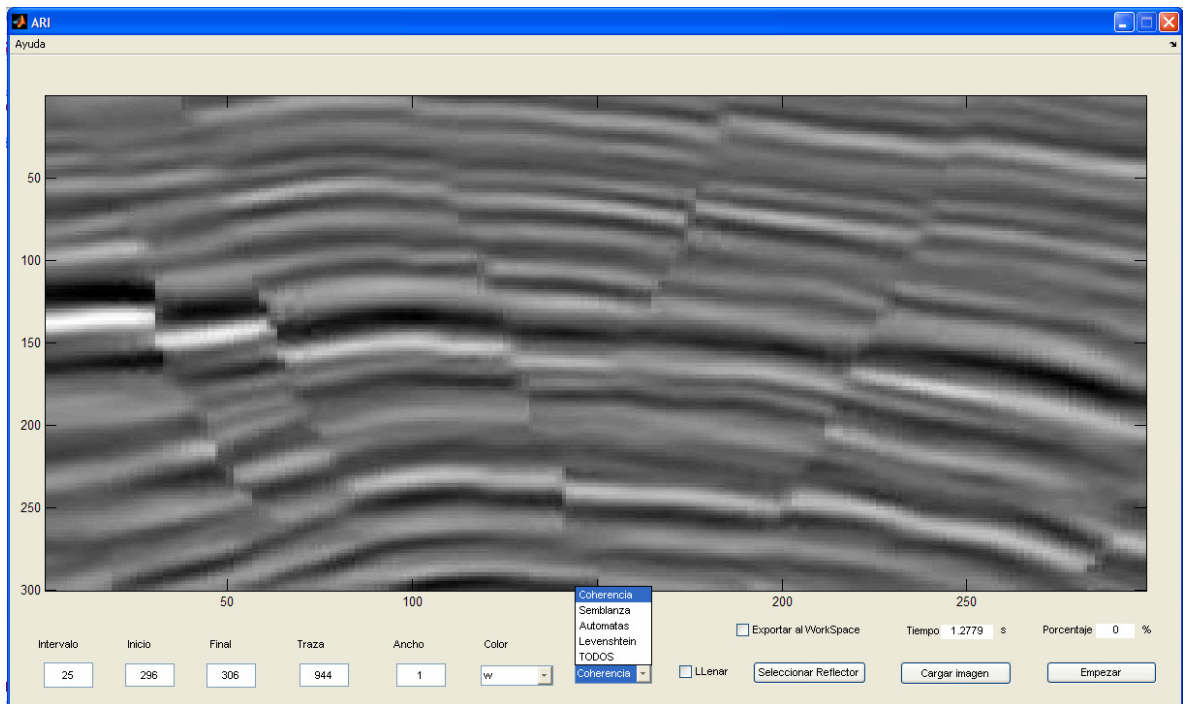 ARI
Ayuda
50
100
150
200
250
300
50
100
200
250
Coherencia
Semblanza
Automatas
Levenshtein
TODOS
Exportar al WorkSpace
Tiempo 1.2779 s
Porcentaje 0 %
Intervalo Inicio Final Traza Ancho Color
25 296 306 944 1 w Coherencia LLenar Seleccionar Reflector Cargar imagen Empezar